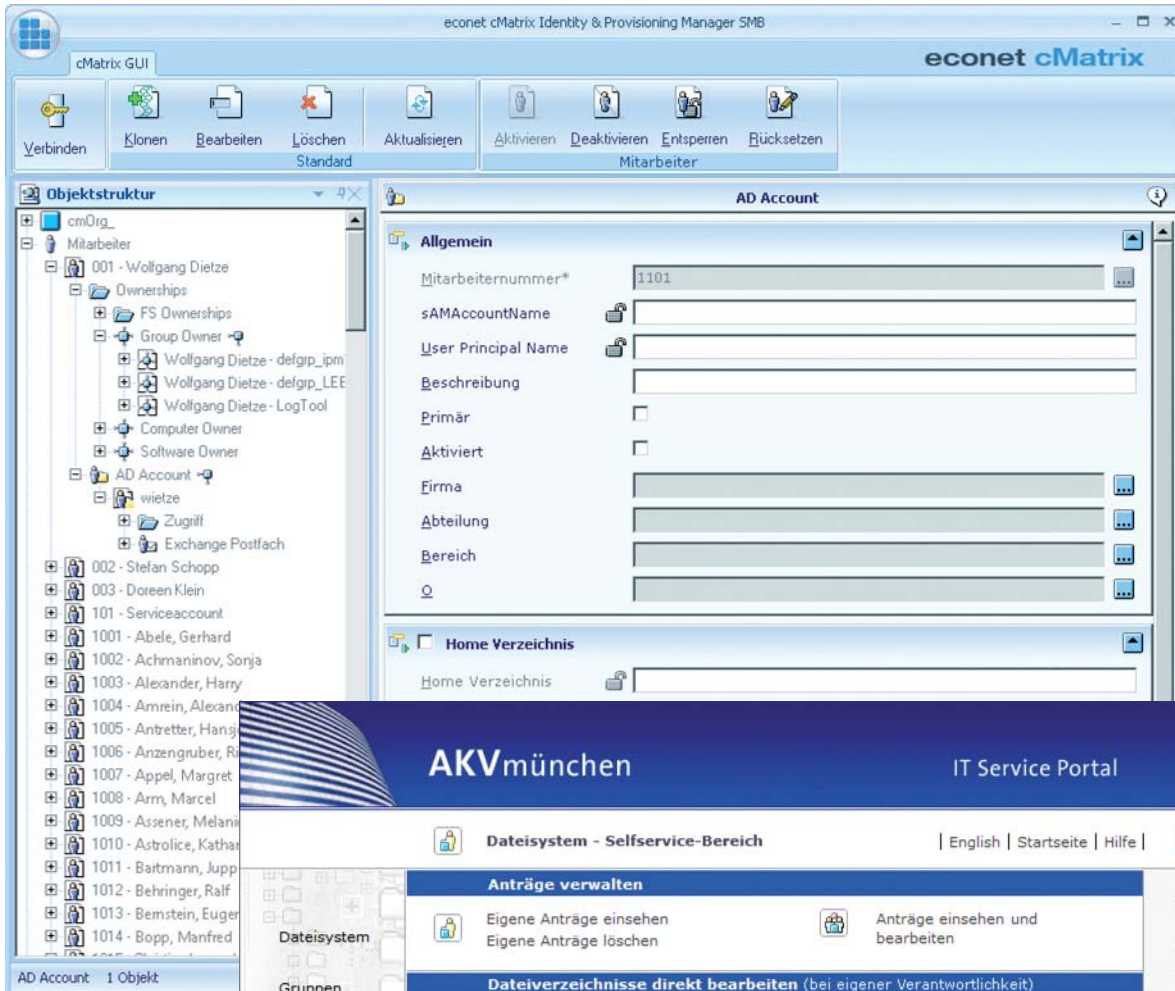 econet cMatrix Identity & Provisioning Manager SMB
cMatrix GUI
econet cMatrix
Verbinden
Klonen
Bearbeiten
Löschen
Aktualisieren
Standard
Aktivieren
Deaktivieren
Entsperren
Rücksetzen
Mitarbeiter
Objektstruktur
cmOrg_
Mitarbeiter
001 - Wolfgang Dietze
Ownerships
FS Ownerships
Group Owner
Wolfgang Dietze - defgrp_ipm
Wolfgang Dietze - defgrp_LEE
Wolfgang Dietze - LogTool
Computer Owner
Software Owner
AD Account
wietze
Zugriff
Exchange Postfach
002 - Stefan Schopp
003 - Doreen Klein
101 - Serviceaccount
1001 - Abele, Gerhard
1002 - Achmaninov, Sonja
1003 - Alexander, Harry
1004 - Amrein, Alexand
1005 - Antretter, Hansj
1006 - Anzengruber, Ri
1007 - Appel, Margret
1008 - Arm, Marcel
1009 - Assener, Melani
1010 - Astrolice, Kathar
1011 - Bartmann, Jupp
1012 - Behringer, Ralf
1013 - Bernstein, Euger
1014 - Bopp, Manfred
AD Account 1 Objekt
AD Account
Allgemein
Mitarbeiternummer* 1101
sAMAccountName
User Principal Name
Beschreibung
Primär
Aktiviert
Firma
Abteilung
Bereich
O
Home Verzeichnis
Home Verzeichnis
AKVmünchen
IT Service Portal
Dateisystem - Selfservice-Bereich
| English | Startseite | Hilfe |
Anträge verwalten
Eigene Anträge einsehen
Eigene Anträge löschen
Anträge einsehen und
bearbeiten
Dateisystem
Gruppen
Dateiverzeichnisse direkt bearbeiten (bei eigener Verantwortlichkeit)